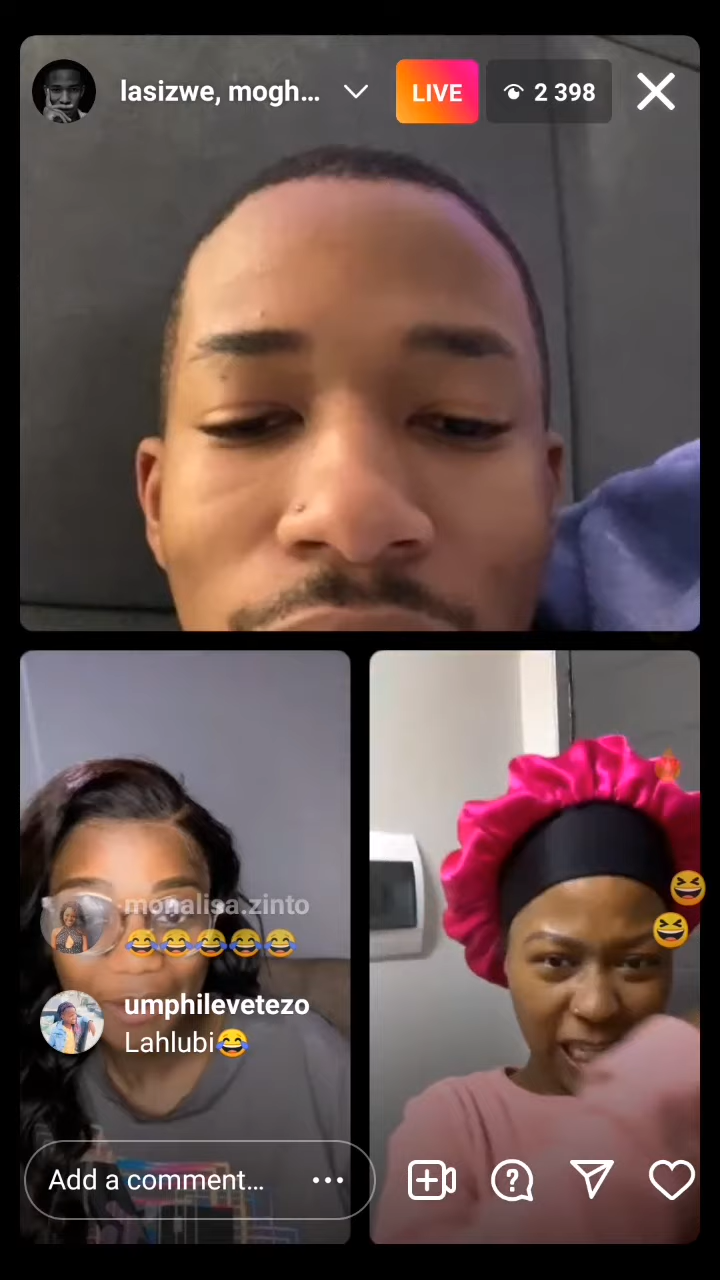 lasizwe, mogh...
LIVE
2 398
monalisa.zinto
😂😂😂😂😂
umphilevetezo
Lahlubi😂
Add a comment...